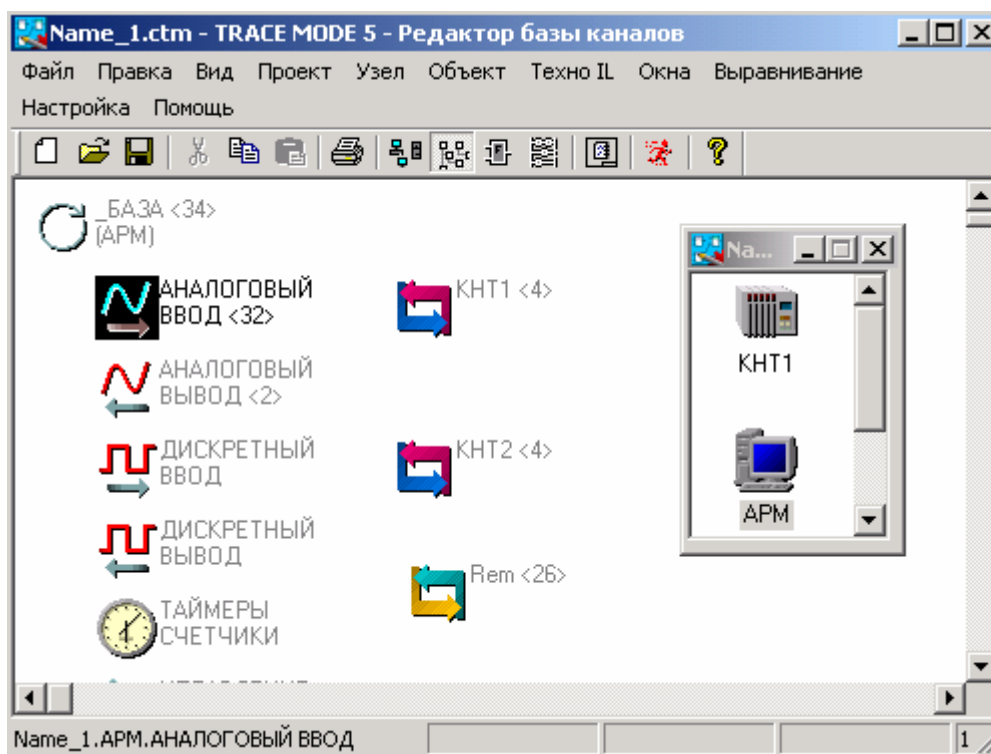 Name_1.ctm - TRACE MODE 5 - Редактор базы каналов
Файл Правка Вид Проект Узел Объект Техно IL Окна Выравнивание
Настройка Помощь
_БАЗА <34>
(АРМ)
АНАЛОГОВЫЙ
ВВОД <32>
АНАЛОГОВЫЙ
ВЫВОД <2>
ДИСКРЕТНЫЙ
ВВОД
ДИСКРЕТНЫЙ
ВЫВОД
ТАЙМЕРЫ
СЧЕТЧИКИ
КНТ1 <4>
КНТ2 <4>
Rem <26>
Na...
КНТ1
АРМ
Name_1.АРМ.АНАЛОГОВЫЙ ВВОД
1